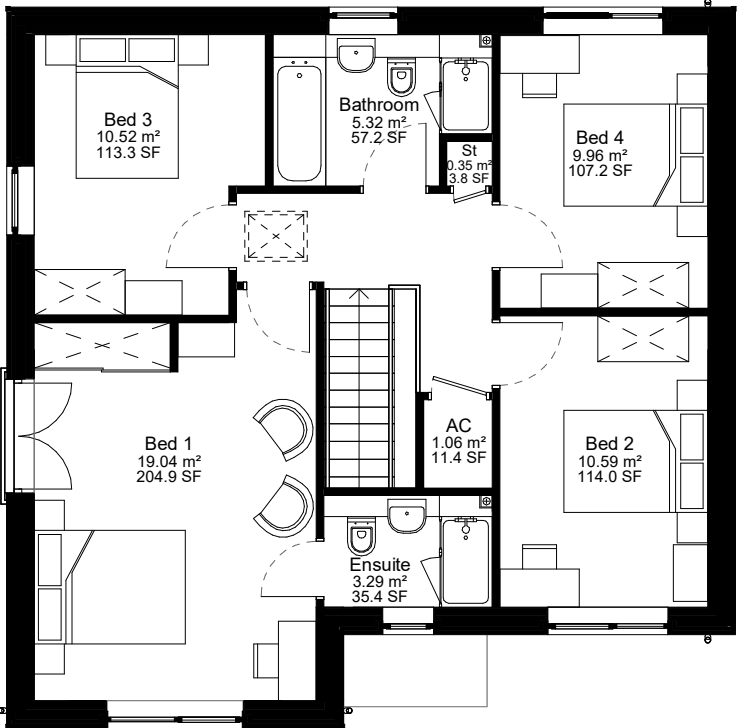 Bed 3
10.52 m²
113.3 SF
Bathroom
5.32 m²
57.2 SF
St
0.35 m²
3.8 SF
Bed 4
9.96 m²
107.2 SF
Bed 1
19.04 m²
204.9 SF
AC
1.06 m²
11.4 SF
Bed 2
10.59 m²
114.0 SF
Ensuite
3.29 m²
35.4 SF